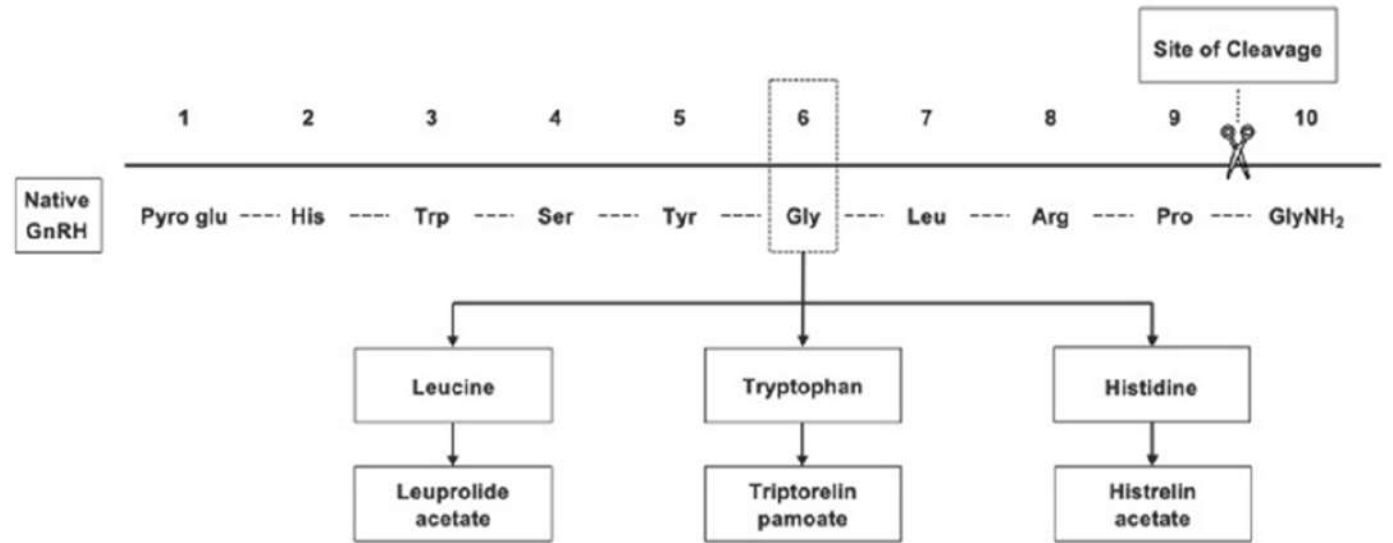 Site of Cleavage
1 2 3 4 5 6 7 8 9 10
Native
GnRH
Pyro glu ---- His ---- Trp ---- Ser ---- Tyr ---- Gly ---- Leu ---- Arg ---- Pro ---- GlyNH₂
Leucine
Tryptophan
Histidine
Leuprolide
acetate
Triptorelin
pamoate
Histrelin
acetate